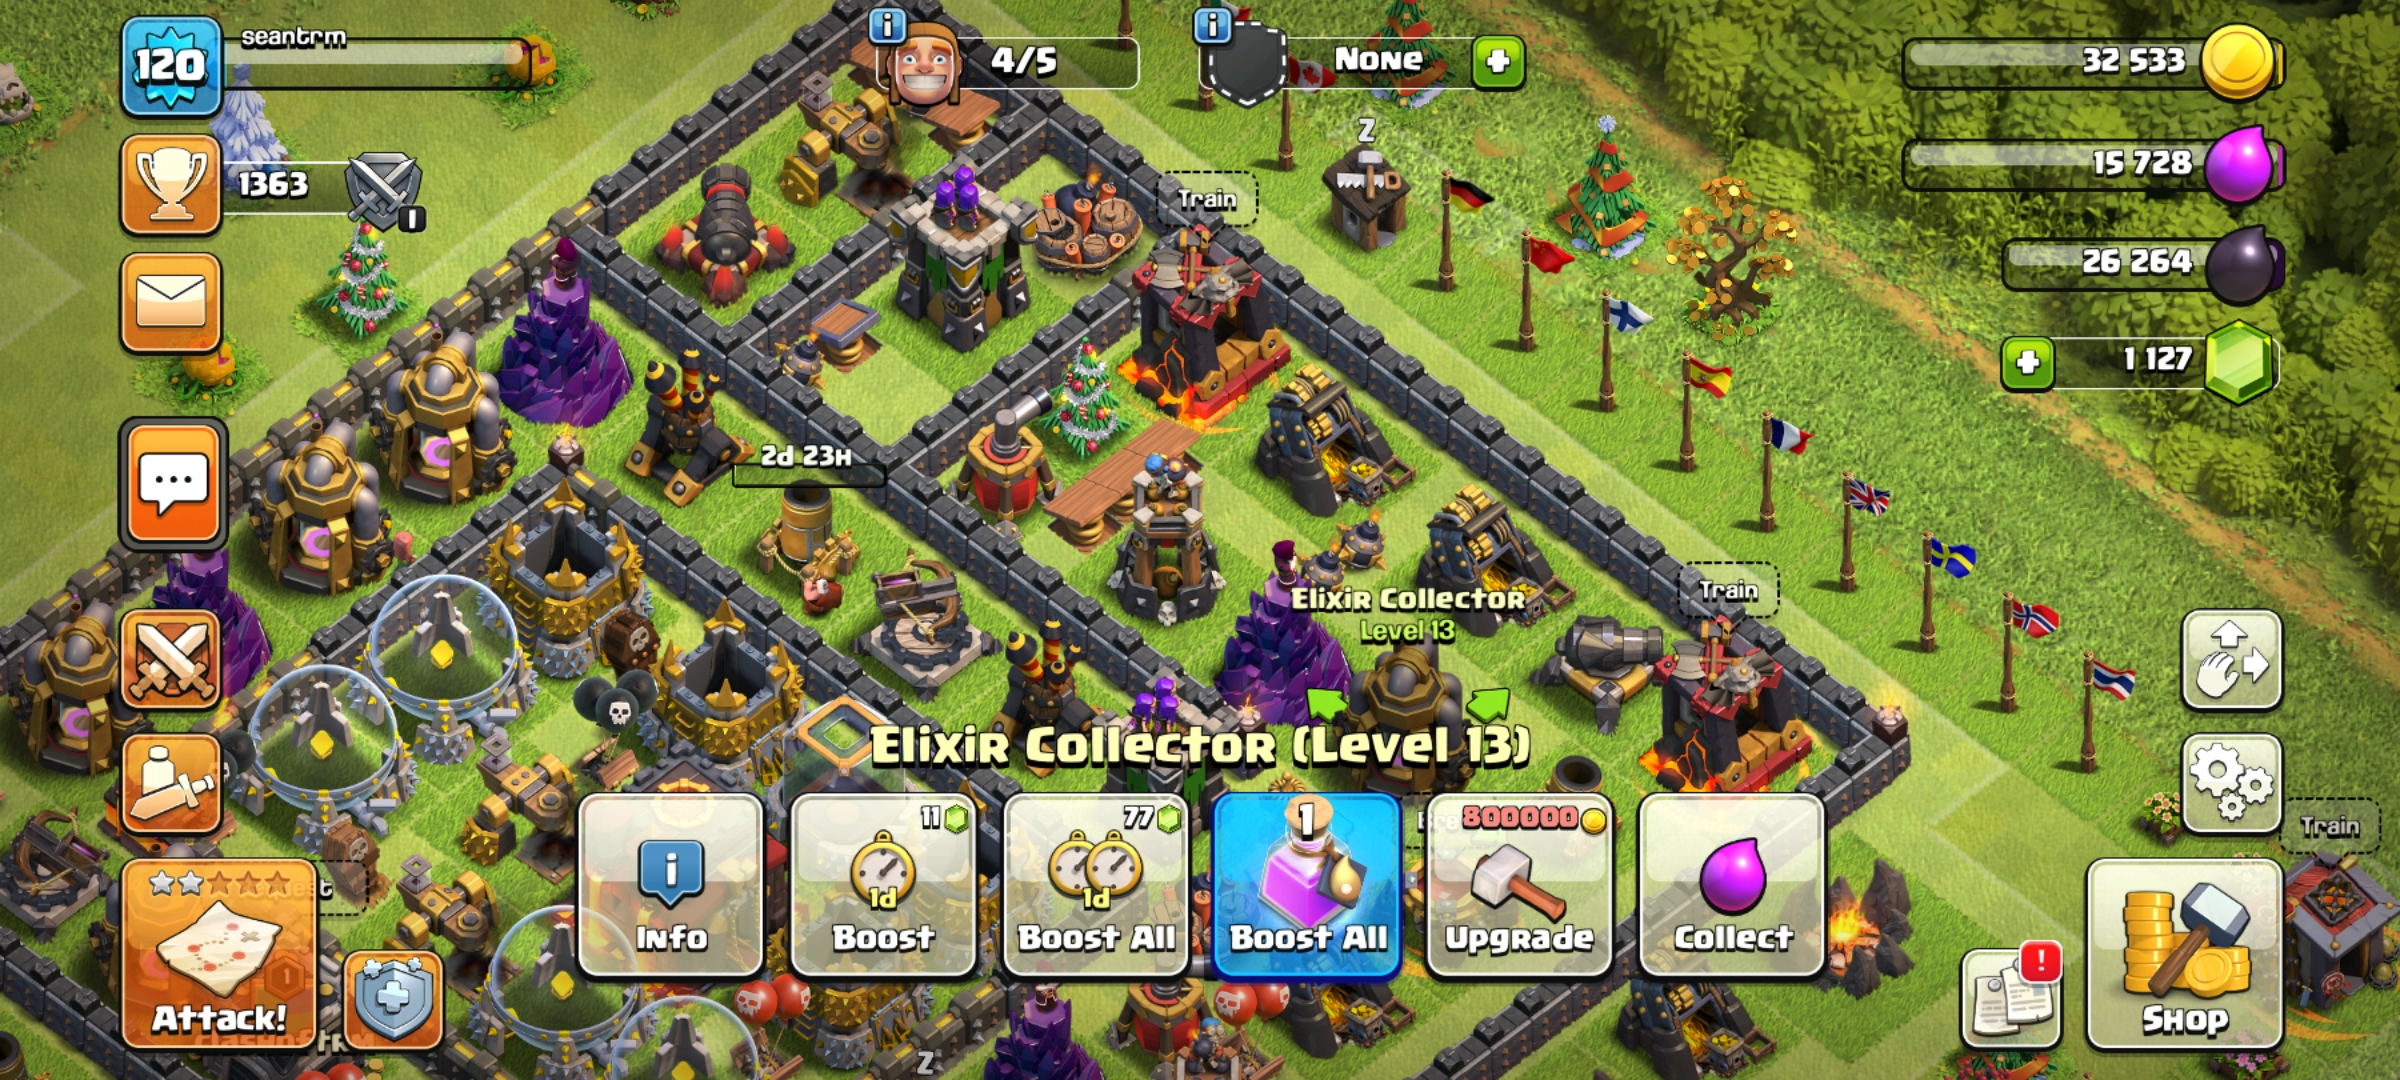 120
seantrm
4/5
None
32 533
1363
I
Z
15 728
Train
26 264
1 127
2d 23h
Train
Elixir Collector
Level 13
Elixir Collector (Level 13)
11
77
1
800000
Train
1d
1d
Info
Boost
Boost All
Boost All
Upgrade
Collect
!
1
Attack!
Shop
Z